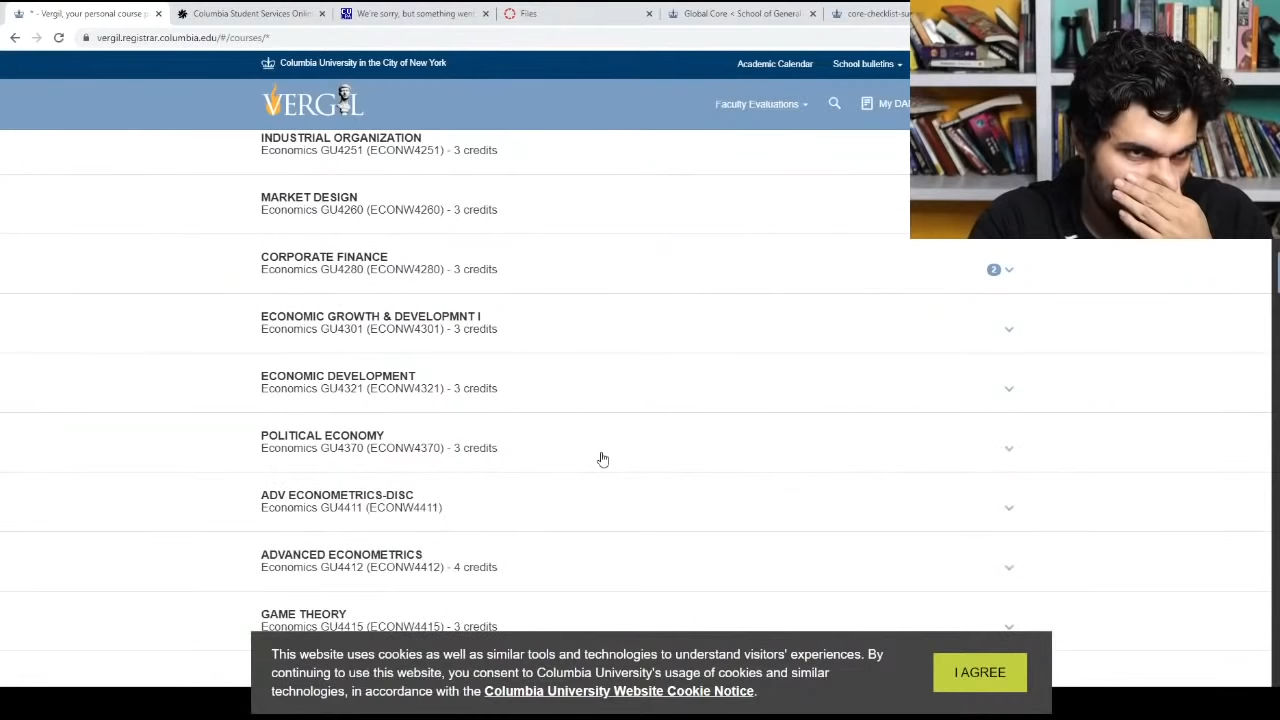 * - Vergil, your personal course p
Columbia Student Services Onlin
We're sorry, but something went
Files
Global Core < School of General
core-checklist-sun
vergil.registrar.columbia.edu/#/courses/*
Columbia University in the City of New York
Academic Calendar
School bulletins
VERGIL
Faculty Evaluations
My DA
INDUSTRIAL ORGANIZATION
Economics GU4251 (ECONW4251) - 3 credits
MARKET DESIGN
Economics GU4260 (ECONW4260) - 3 credits
CORPORATE FINANCE
Economics GU4280 (ECONW4280) - 3 credits
2
ECONOMIC GROWTH & DEVELOPMNT I
Economics GU4301 (ECONW4301) - 3 credits
ECONOMIC DEVELOPMENT
Economics GU4321 (ECONW4321) - 3 credits
POLITICAL ECONOMY
Economics GU4370 (ECONW4370) - 3 credits
ADV ECONOMETRICS-DISC
Economics GU4411 (ECONW4411)
ADVANCED ECONOMETRICS
Economics GU4412 (ECONW4412) - 4 credits
GAME THEORY
Economics GU4415 (ECONW4415) - 3 credits
This website uses cookies as well as similar tools and technologies to understand visitors' experiences. By
continuing to use this website, you consent to Columbia University's usage of cookies and similar
technologies, in accordance with the Columbia University Website Cookie Notice.
I AGREE